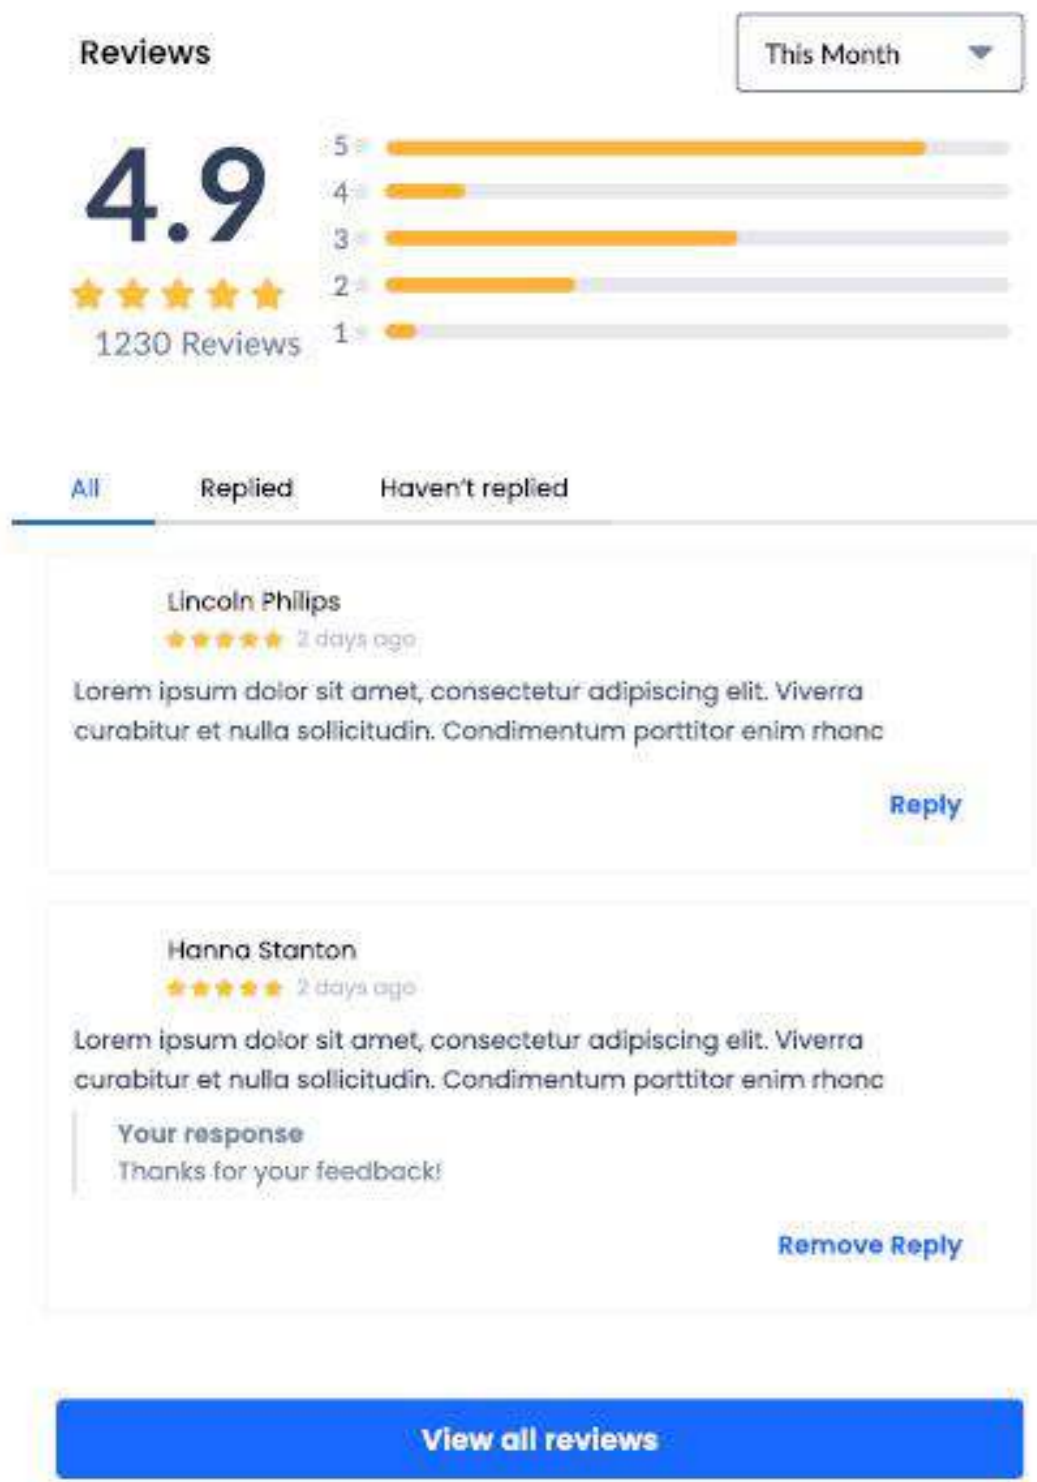 Reviews
This Month
4.9
1230 Reviews
5
4
3
2
1
All Replied Haven't replied
Lincoln Philips
2 days ago
Lorem ipsum dolor sit amet, consectetur adipiscing elit. Viverra
curabitur et nulla sollicitudin. Condimentum porttitor enim rhonc
Reply
Hanna Stanton
2 days ago
Lorem ipsum dolor sit amet, consectetur adipiscing elit. Viverra
curabitur et nulla sollicitudin. Condimentum porttitor enim rhonc
Your response
Thanks for your feedback!
Remove Reply
View all reviews